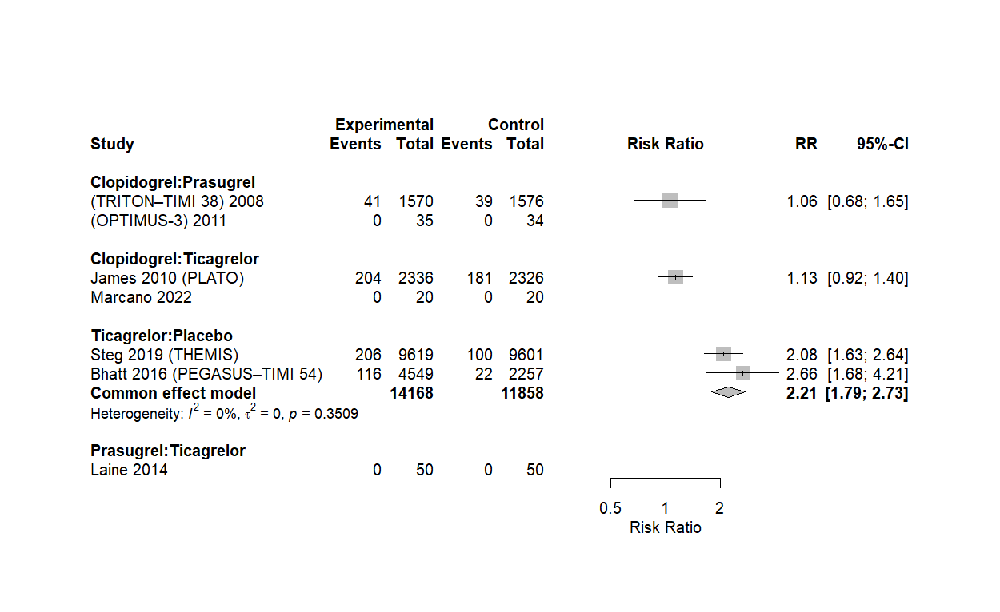 Experimental Control
Study Events Total Events Total Risk Ratio RR 95%-CI
Clopidogrel:Prasugrel
(TRITON–TIMI 38) 2008 41 1570 39 1576 1.06 [0.68; 1.65]
(OPTIMUS-3) 2011 0 35 0 34
Clopidogrel:Ticagrelor
James 2010 (PLATO) 204 2336 181 2326 1.13 [0.92; 1.40]
Marcano 2022 0 20 0 20
Ticagrelor:Placebo
Steg 2019 (THEMIS) 206 9619 100 9601 2.08 [1.63; 2.64]
Bhatt 2016 (PEGASUS–TIMI 54) 116 4549 22 2257 2.66 [1.68; 4.21]
Common effect model 14168 11858 2.21 [1.79; 2.73]
Heterogeneity: I² = 0%, τ² = 0, p = 0.3509
Prasugrel:Ticagrelor
Laine 2014 0 50 0 50
0.5 1 2
Risk Ratio